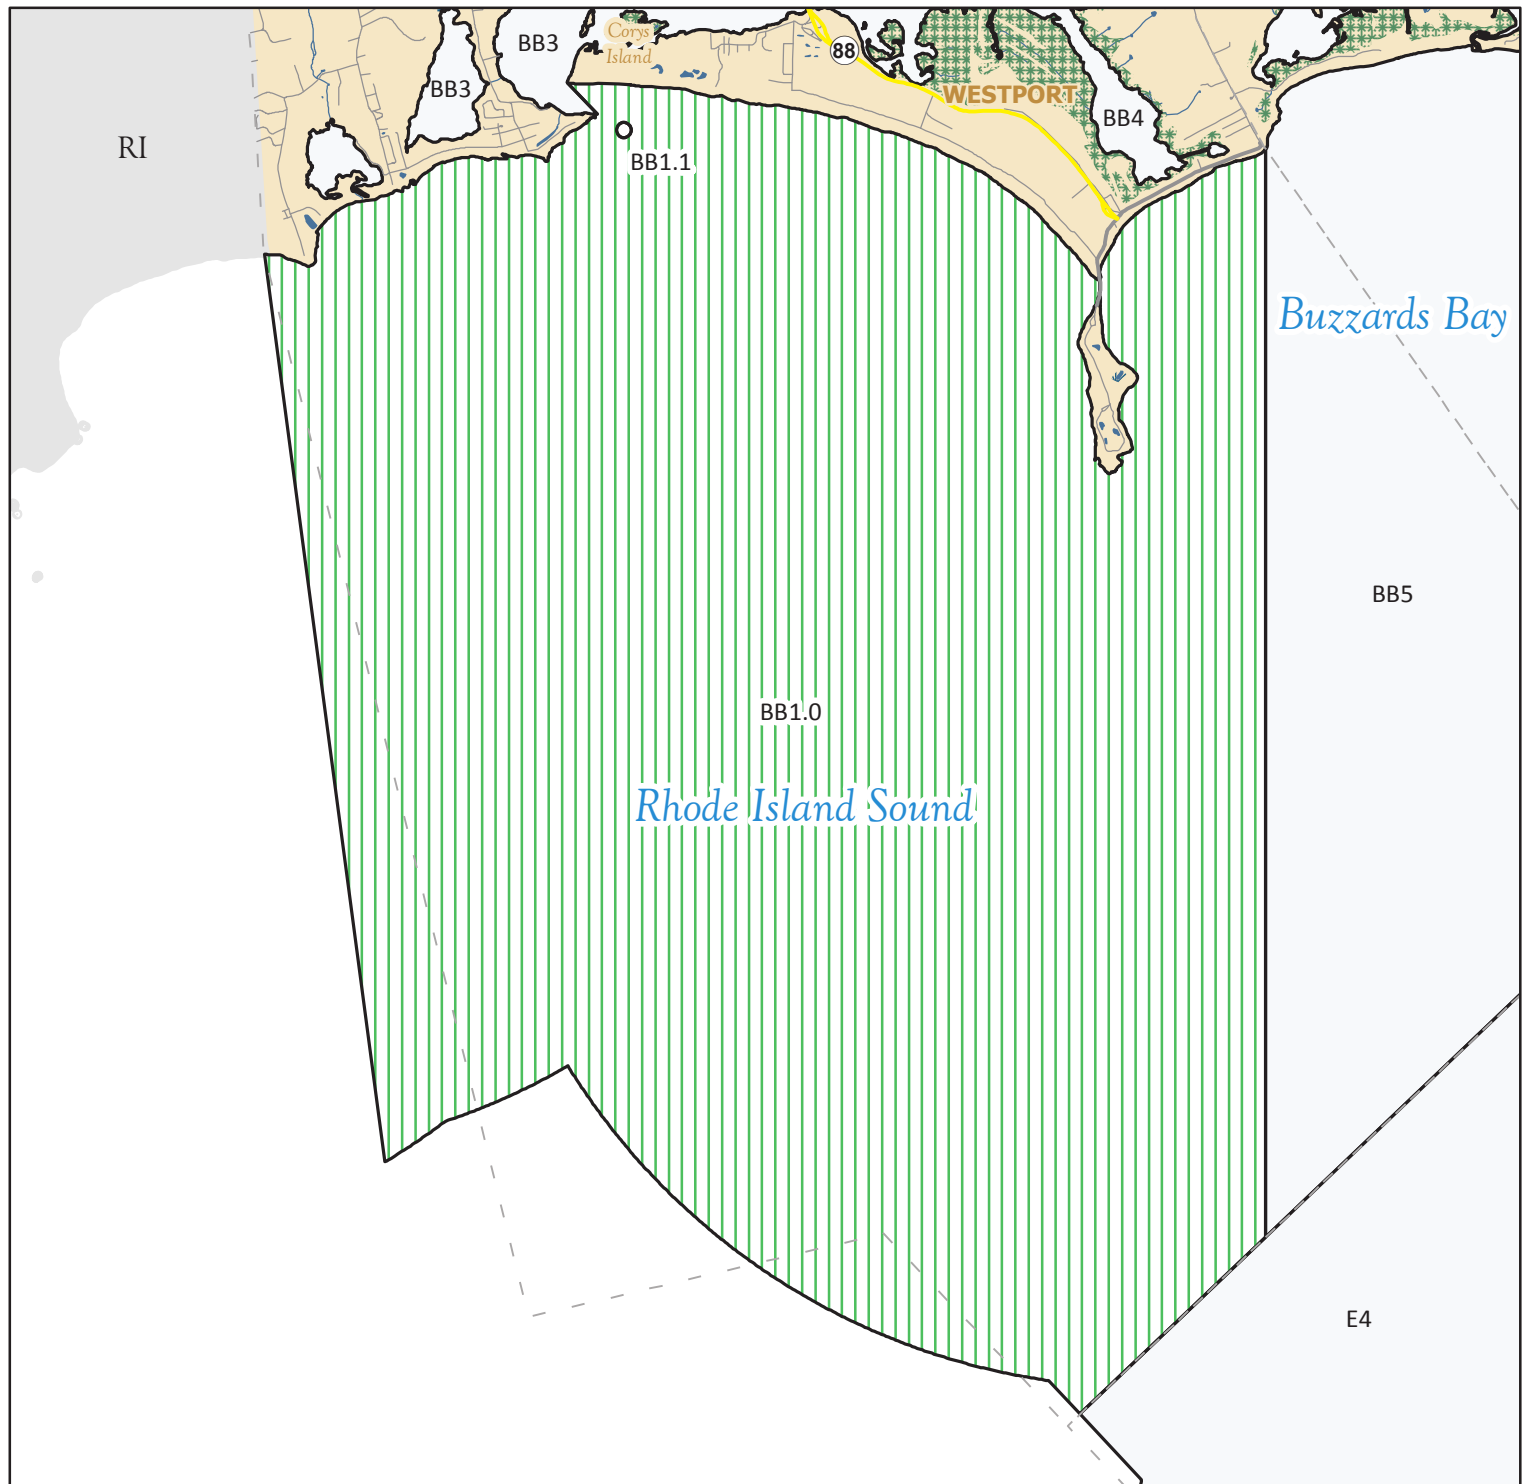 Corys
Island
BB3
88
BB3
WESTPORT
BB4
RI
BB1.1
Buzzards Bay
BB5
BB1.0
Rhode Island Sound
E4